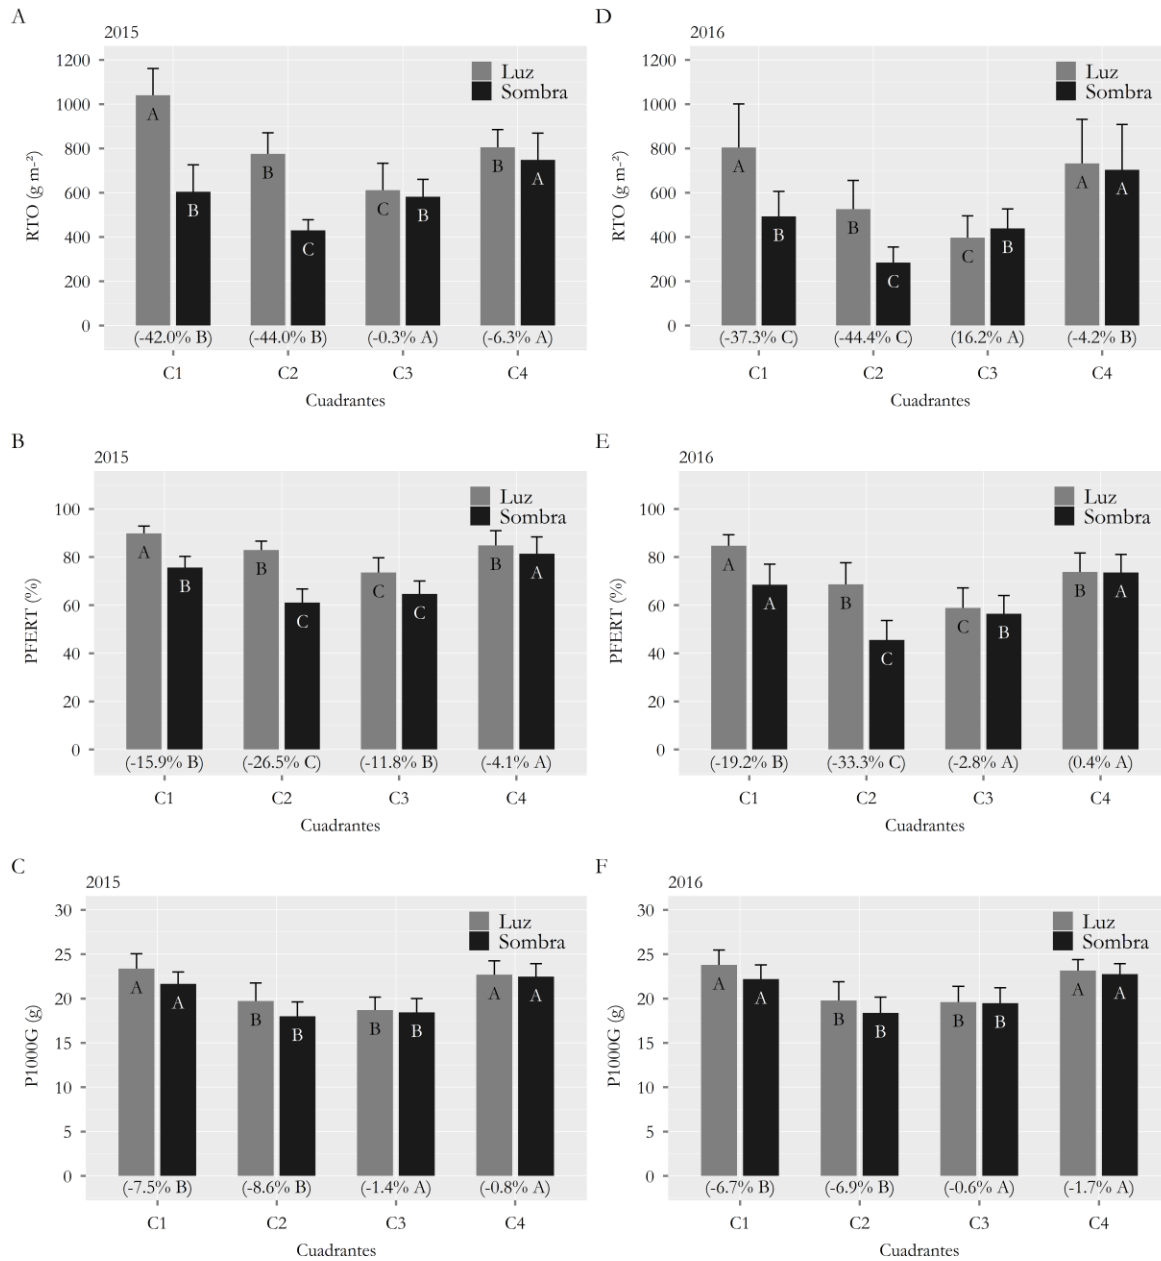 A
2015
1200
1000
800
600
400
200
0
RTO (g m-²)
Luz
Sombra
A
B
B
C
C
B
B
A
(-42.0% B) (-44.0% B) (-0.3% A) (-6.3% A)
C1 C2 C3 C4
Cuadrantes
D
2016
1200
1000
800
600
400
200
0
RTO (g m-²)
Luz
Sombra
A
B
B
C
C
B
A
A
(-37.3% C) (-44.4% C) (16.2% A) (-4.2% B)
C1 C2 C3 C4
Cuadrantes
B
2015
100
80
60
40
20
0
PFERT (%)
Luz
Sombra
A
B
B
C
C
C
B
A
(-15.9% B) (-26.5% C) (-11.8% B) (-4.1% A)
C1 C2 C3 C4
Cuadrantes
E
2016
100
80
60
40
20
0
PFERT (%)
Luz
Sombra
A
A
B
C
C
B
B
A
(-19.2% B) (-33.3% C) (-2.8% A) (0.4% A)
C1 C2 C3 C4
Cuadrantes
C
2015
30
25
20
15
10
5
0
P1000G (g)
Luz
Sombra
A
A
B
B
B
B
A
A
(-7.5% B) (-8.6% B) (-1.4% A) (-0.8% A)
C1 C2 C3 C4
Cuadrantes
F
2016
30
25
20
15
10
5
0
P1000G (g)
Luz
Sombra
A
A
B
B
B
B
A
A
(-6.7% B) (-6.9% B) (-0.6% A) (-1.7% A)
C1 C2 C3 C4
Cuadrantes